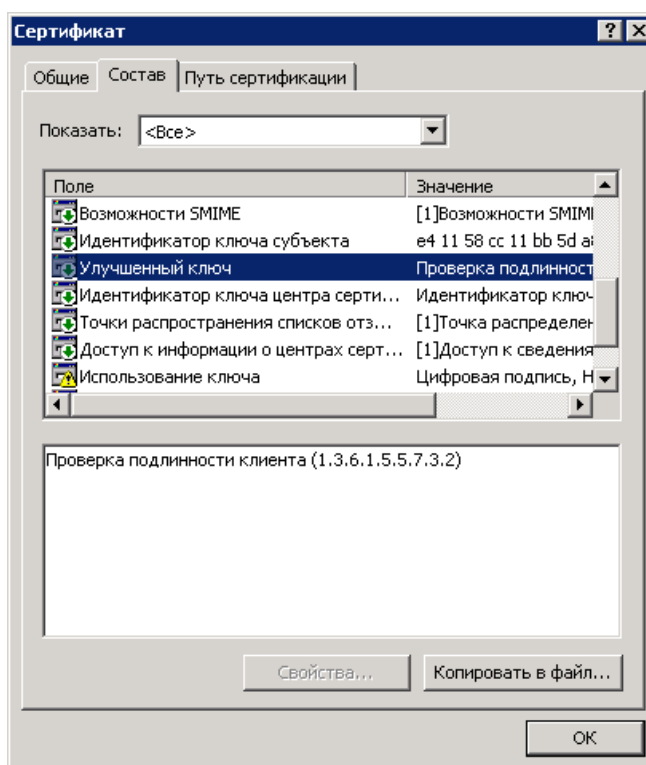 Сертификат
Общие Состав Путь сертификации
Показать: <Все>
Поле Значение
Возможности SMIME [1]Возможности SMIM
Идентификатор ключа субъекта e4 11 58 cc 11 bb 5d a
Улучшенный ключ Проверка подлинност
Идентификатор ключа центра серти... Идентификатор ключ
Точки распространения списков отз... [1]Точка распределен
Доступ к информации о центрах серт... [1]Доступ к сведения
Использование ключа Цифровая подпись, Н
Проверка подлинности клиента (1.3.6.1.5.5.7.3.2)
Свойства... Копировать в файл...
ОК